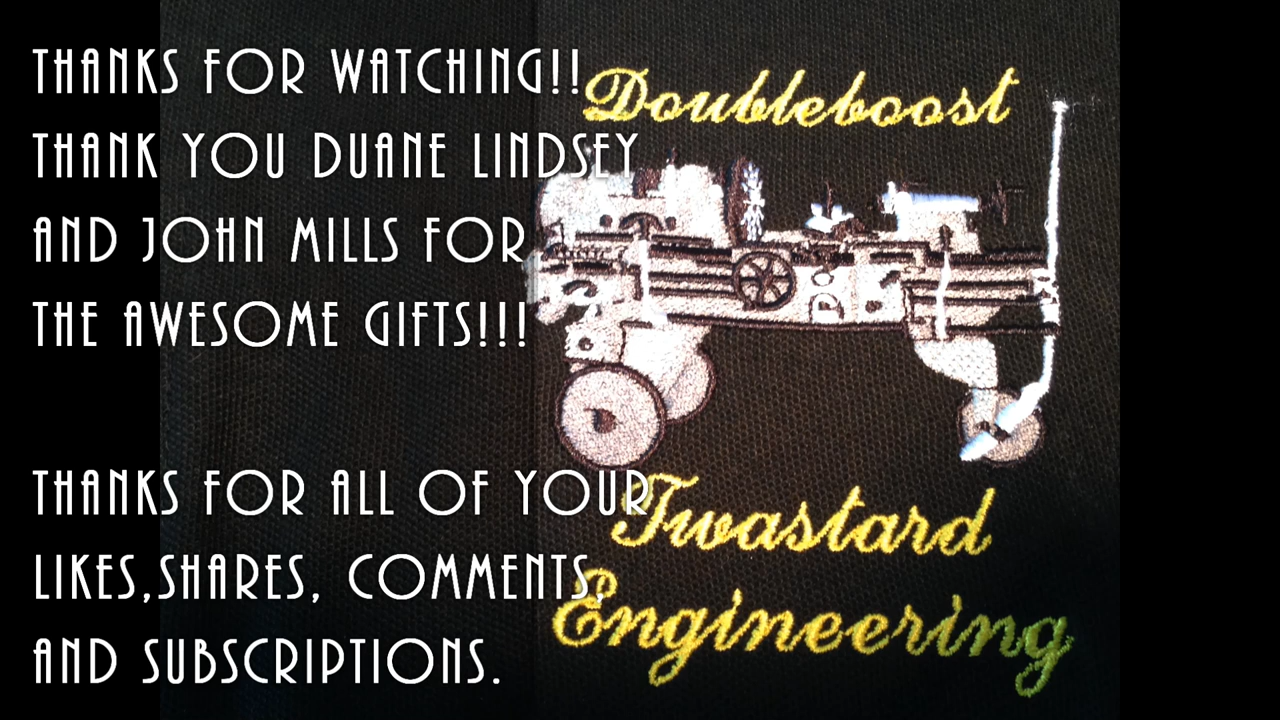 THANKS FOR WATCHING!!
THANK YOU DUANE LINDSEY
AND JOHN MILLS FOR
THE AWESOME GIFTS!!!
THANKS FOR ALL OF YOUR
LIKES,SHARES, COMMENTS,
AND SUBSCRIPTIONS.
Doubleboost
Twastard
Engineering